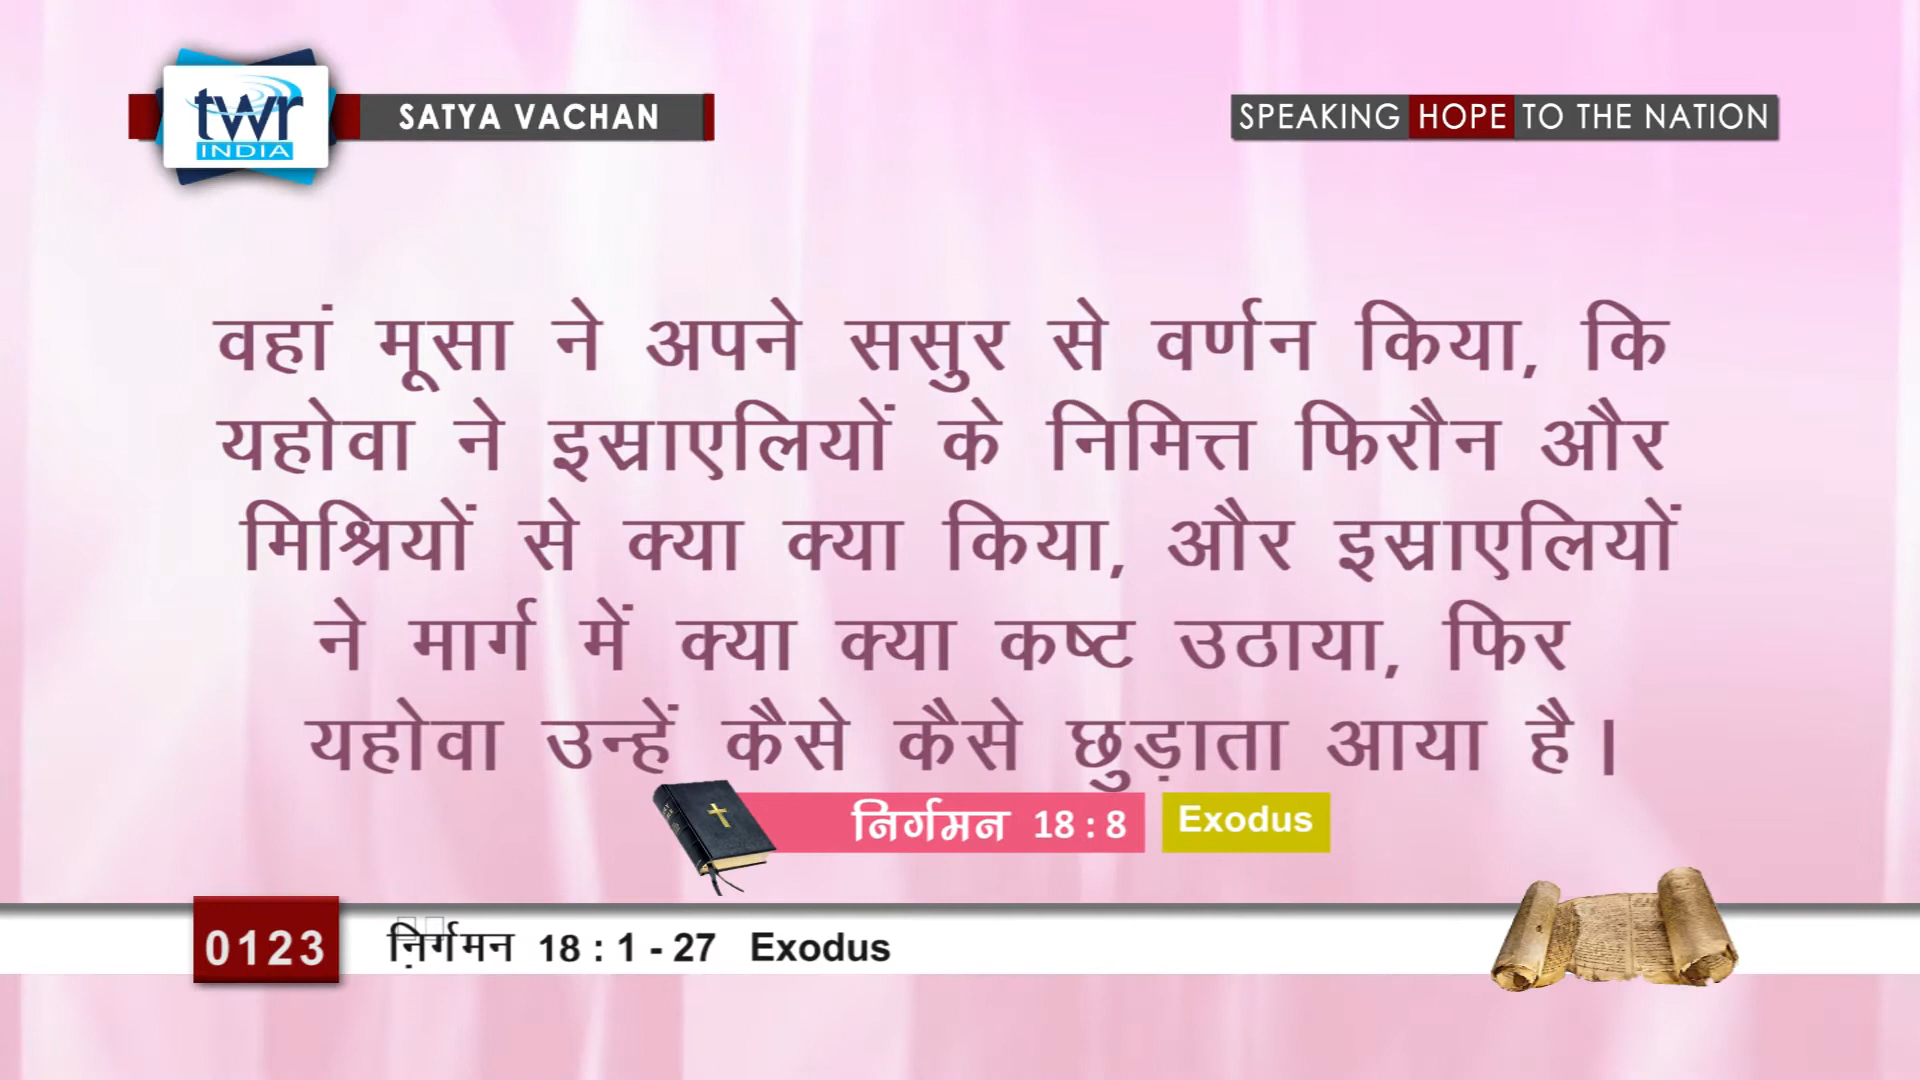 twr
INDIA
SATYA VACHAN
SPEAKING HOPE TO THE NATION
वहां मूसा ने अपने ससुर से वर्णन किया, कि
यहोवा ने इस्राएलियों के निमित्त फिरौन और
मिश्रियों से क्या क्या किया, और इस्राएलियों
ने मार्ग में क्या क्या कष्ट उठाया, फिर
यहोवा उन्हें कैसे कैसे छुड़ाता आया है।
निर्गमन 18 : 8 Exodus
0123 निर्गमन 18 : 1 - 27 Exodus